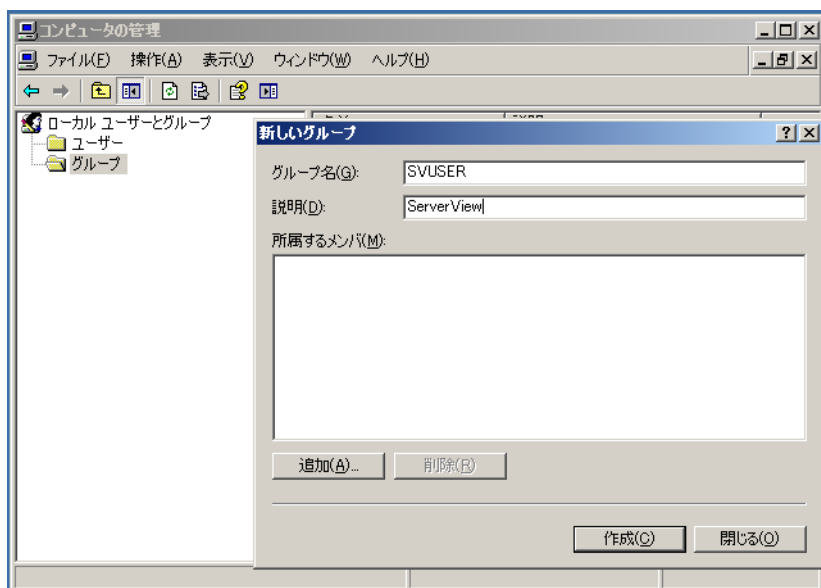 コンピュータの管理
ファイル(F) 操作(A) 表示(V) ウィンドウ(W) ヘルプ(H)
ローカル ユーザーとグループ
ユーザー
グループ
新しいグループ
グループ名(G): SVUSER
説明(D): ServerView
所属するメンバ(M):
追加(A)... 削除(R)
作成(C) 閉じる(O)